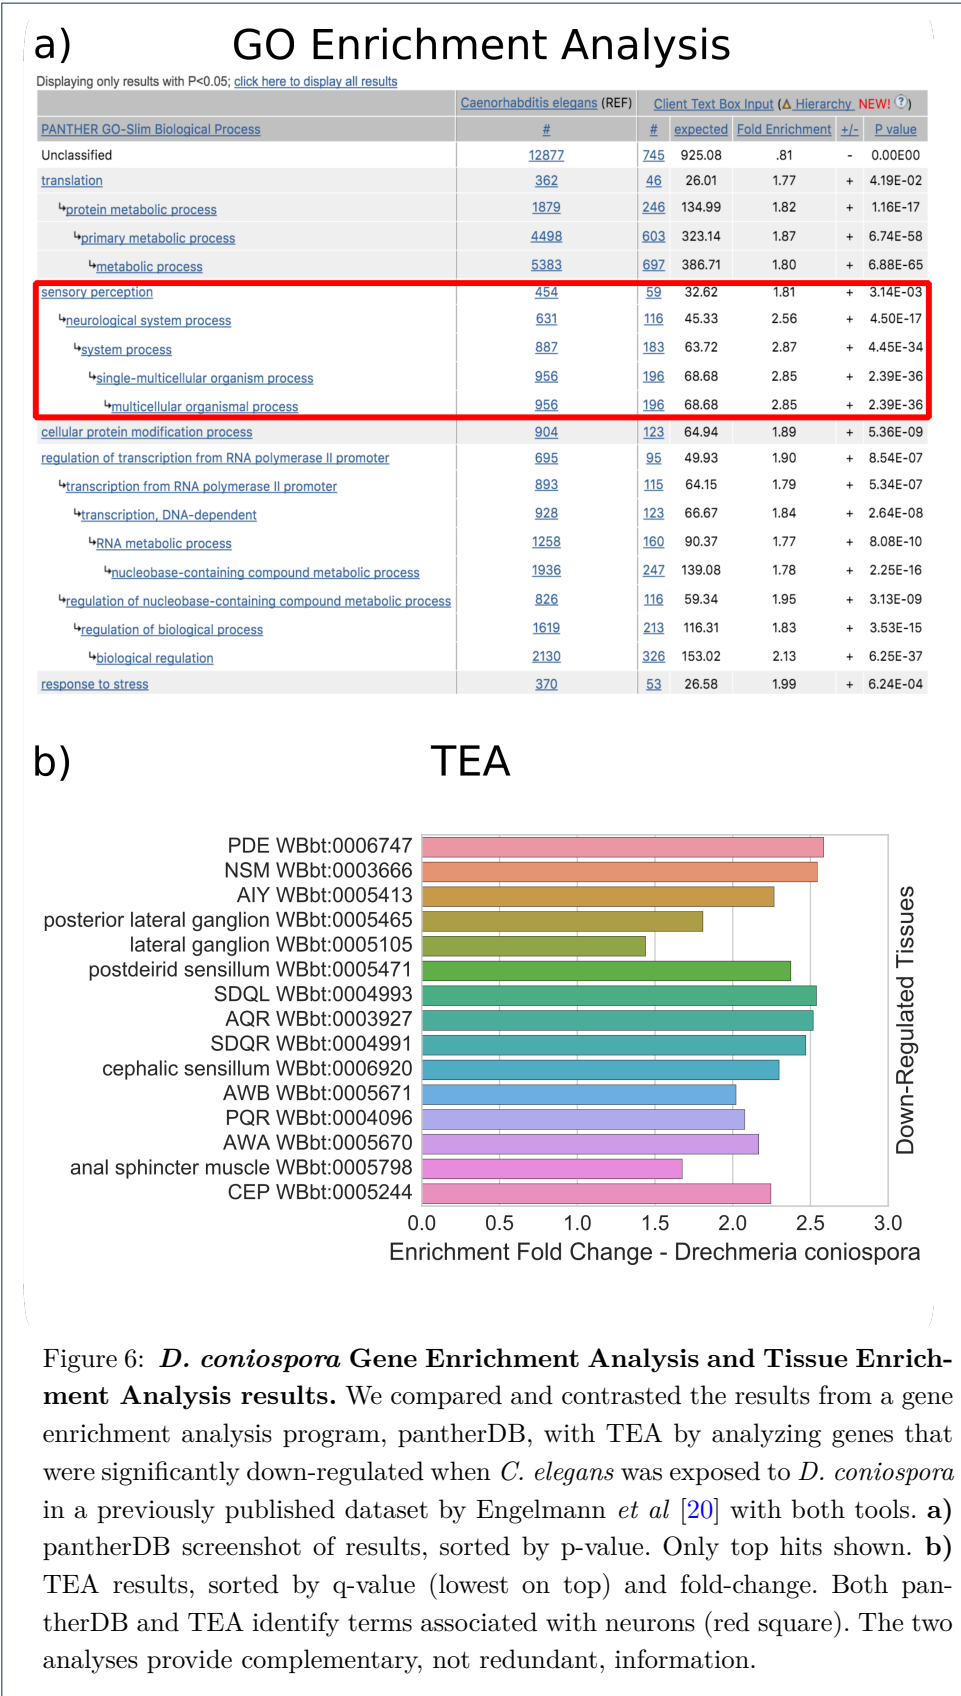 a) GO Enrichment Analysis
Displaying only results with P<0.05; click here to display all results
Caenorhabditis elegans (REF) Client Text Box Input (Δ Hierarchy NEW! ?)
PANTHER GO-Slim Biological Process # # expected Fold Enrichment +/- P value
Unclassified 12877 745 925.08 .81 - 0.00E00
translation 362 46 26.01 1.77 + 4.19E-02
↳protein metabolic process 1879 246 134.99 1.82 + 1.16E-17
↳primary metabolic process 4498 603 323.14 1.87 + 6.74E-58
↳metabolic process 5383 697 386.71 1.80 + 6.88E-65
sensory perception 454 59 32.62 1.81 + 3.14E-03
↳neurological system process 631 116 45.33 2.56 + 4.50E-17
↳system process 887 183 63.72 2.87 + 4.45E-34
↳single-multicellular organism process 956 196 68.68 2.85 + 2.39E-36
↳multicellular organismal process 956 196 68.68 2.85 + 2.39E-36
cellular protein modification process 904 123 64.94 1.89 + 5.36E-09
regulation of transcription from RNA polymerase II promoter 695 95 49.93 1.90 + 8.54E-07
↳transcription from RNA polymerase II promoter 893 115 64.15 1.79 + 5.34E-07
↳transcription, DNA-dependent 928 123 66.67 1.84 + 2.64E-08
↳RNA metabolic process 1258 160 90.37 1.77 + 8.08E-10
↳nucleobase-containing compound metabolic process 1936 247 139.08 1.78 + 2.25E-16
↳regulation of nucleobase-containing compound metabolic process 826 116 59.34 1.95 + 3.13E-09
↳regulation of biological process 1619 213 116.31 1.83 + 3.53E-15
↳biological regulation 2130 326 153.02 2.13 + 6.25E-37
response to stress 370 53 26.58 1.99 + 6.24E-04
b) TEA
PDE WBbt:0006747
NSM WBbt:0003666
AIY WBbt:0005413
posterior lateral ganglion WBbt:0005465
lateral ganglion WBbt:0005105
postdeirid sensillum WBbt:0005471
SDQL WBbt:0004993
AQR WBbt:0003927
SDQR WBbt:0004991
cephalic sensillum WBbt:0006920
AWB WBbt:0005671
PQR WBbt:0004096
AWA WBbt:0005670
anal sphincter muscle WBbt:0005798
CEP WBbt:0005244
Down-Regulated Tissues
0.0 0.5 1.0 1.5 2.0 2.5 3.0
Enrichment Fold Change - Drechmeria coniospora
Figure 6: D. coniospora Gene Enrichment Analysis and Tissue Enrich-
ment Analysis results. We compared and contrasted the results from a gene
enrichment analysis program, pantherDB, with TEA by analyzing genes that
were significantly down-regulated when C. elegans was exposed to D. coniospora
in a previously published dataset by Engelmann et al [20] with both tools. a)
pantherDB screenshot of results, sorted by p-value. Only top hits shown. b)
TEA results, sorted by q-value (lowest on top) and fold-change. Both pan-
therDB and TEA identify terms associated with neurons (red square). The two
analyses provide complementary, not redundant, information.